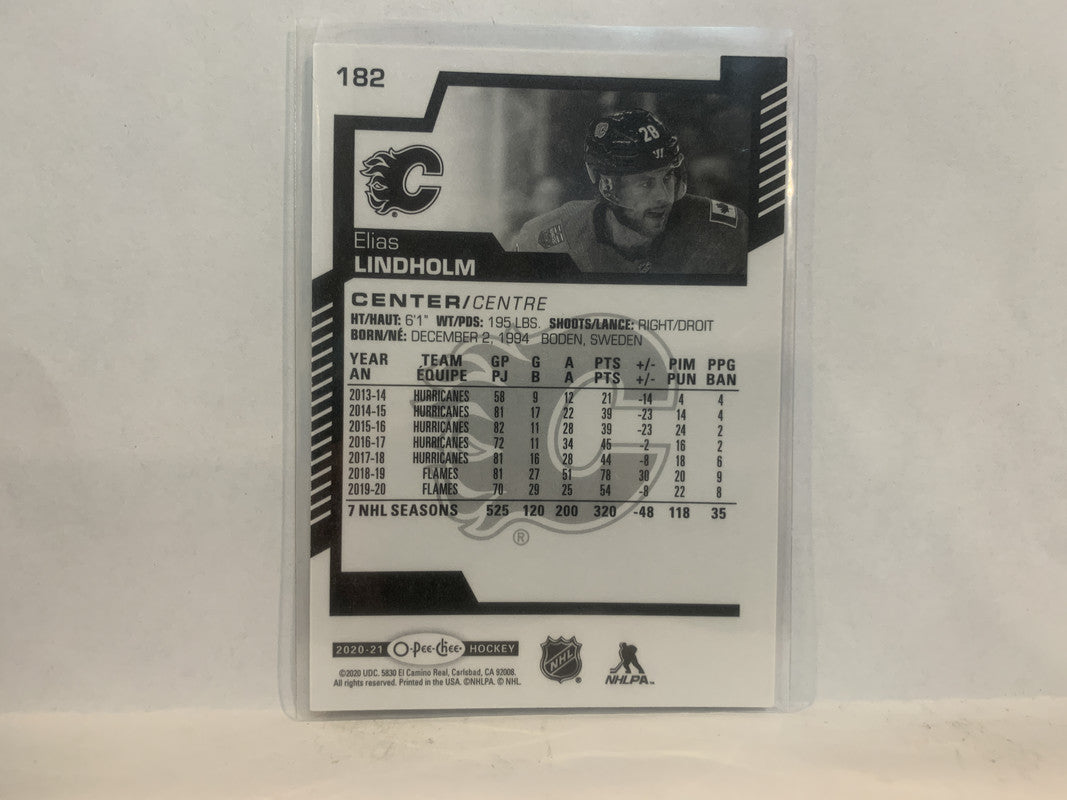 182
28
C
®
Elias
LINDHOLM
CENTER/CENTRE
HT/HAUT: 6'1" WT/PDS: 195 LBS. SHOOTS/LANCE: RIGHT/DROIT
BORN/NÉ: DECEMBER 2, 1994 BODEN, SWEDEN
YEAR TEAM GP G A PTS +/- PIM PPG
AN ÉQUIPE PJ B A PTS +/- PUN BAN
2013-14 HURRICANES 58 9 12 21 -14 4 4
2014-15 HURRICANES 81 17 22 39 -23 14 4
2015-16 HURRICANES 82 11 28 39 -23 24 2
2016-17 HURRICANES 72 11 34 45 -2 16 2
2017-18 HURRICANES 81 16 28 44 -8 18 6
2018-19 FLAMES 81 27 51 78 30 20 9
2019-20 FLAMES 70 29 25 54 -8 22 8
7 NHL SEASONS 525 120 200 320 -48 118 35
®
2020-21 O-Pee-Chee HOCKEY
©2020 UDC. 5830 El Camino Real, Carlsbad, CA 92008.
All rights reserved. Printed in the USA. ©NHLPA. © NHL.
NHL ®
NHLPA™